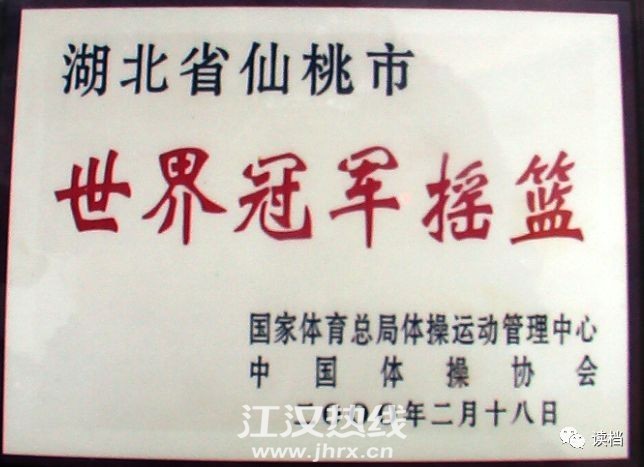 湖北省仙桃市
世界冠军摇篮
国家体育总局体操运动管理中心
中国体操协会
年二月十八日
江汉热线
www.jhrx.cn
读档